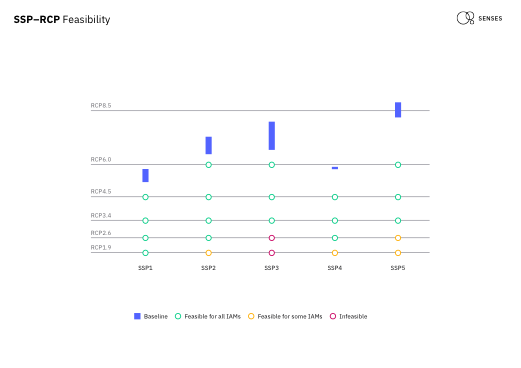 SSP–RCP Feasibility
SENSES
RCP8.5
RCP6.0
RCP4.5
RCP3.4
RCP2.6
RCP1.9
SSP1 SSP2 SSP3 SSP4 SSP5
Baseline Feasible for all IAMs Feasible for some IAMs Infeasible